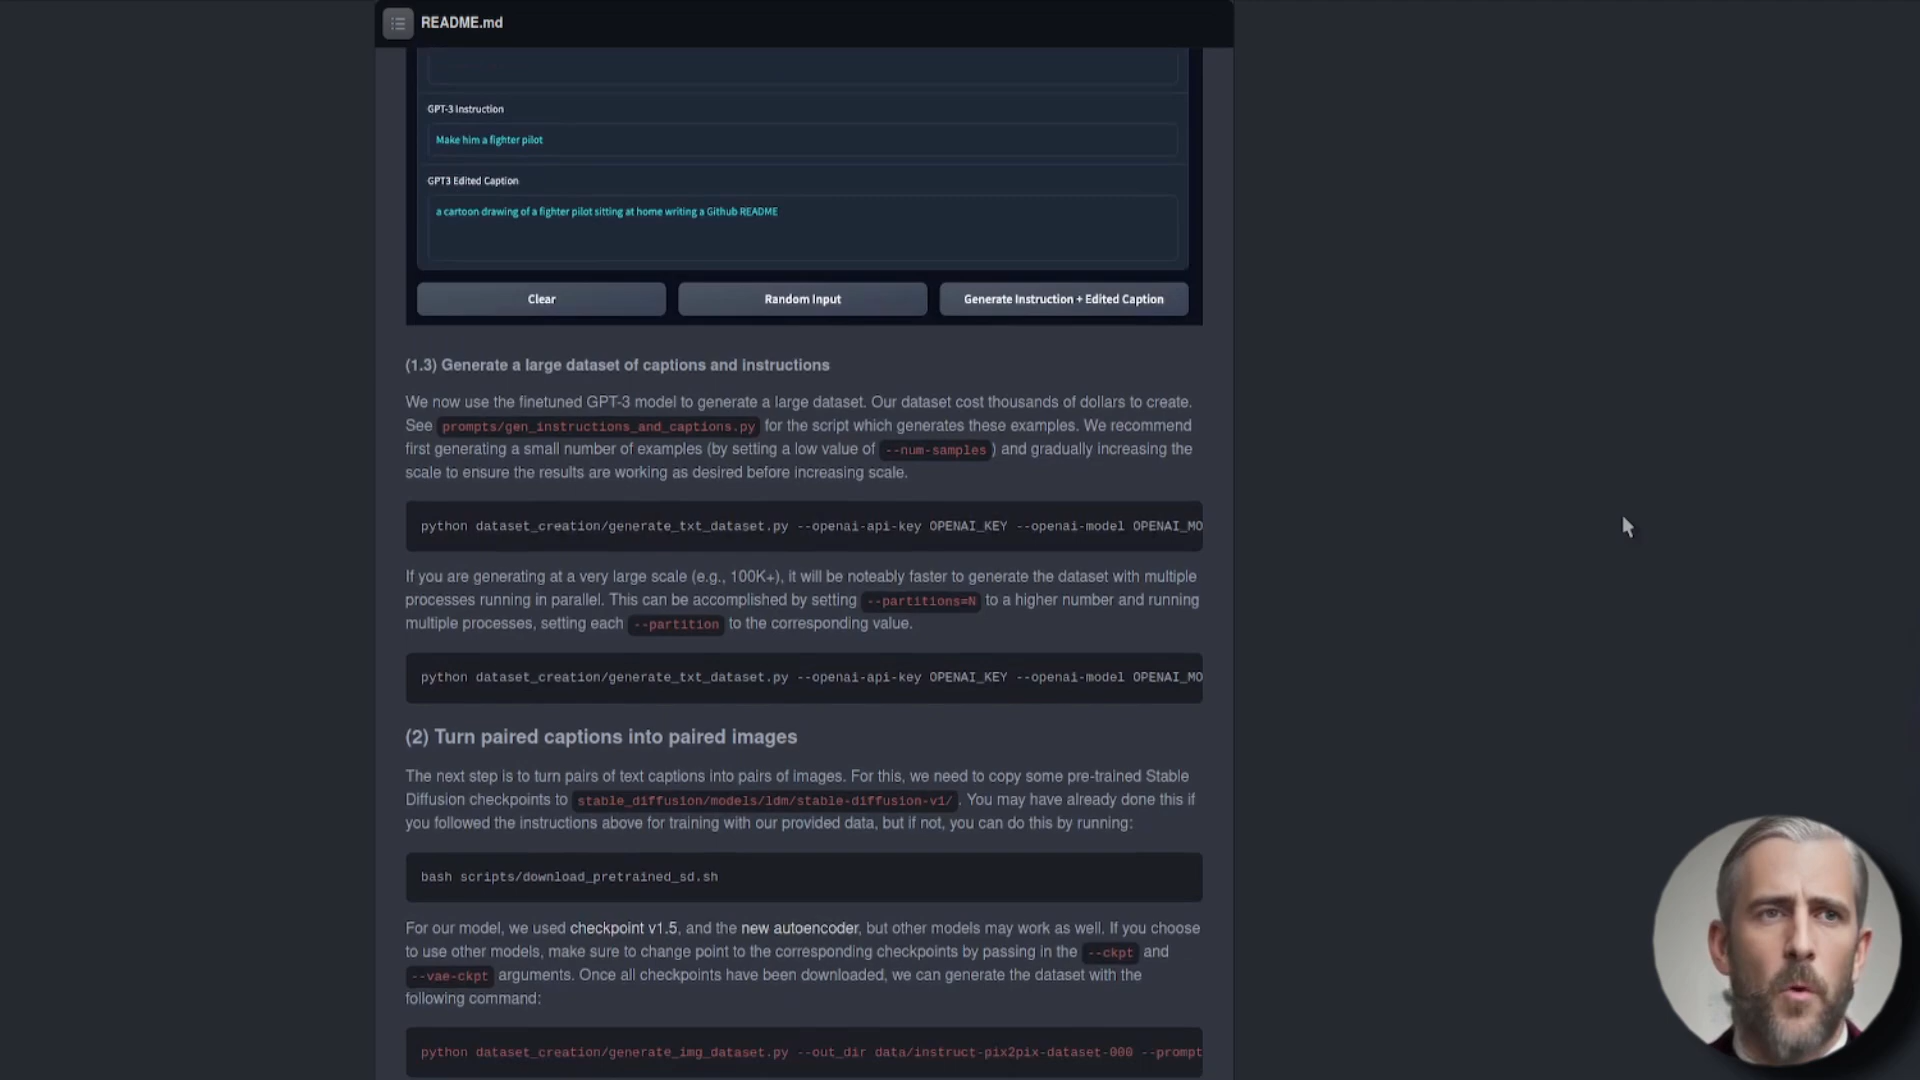 README.md
GPT-3 Instruction
Make him a fighter pilot
GPT3 Edited Caption
a cartoon drawing of a fighter pilot sitting at home writing a Github README
Clear
Random Input
Generate Instruction + Edited Caption
(1.3) Generate a large dataset of captions and instructions
We now use the finetuned GPT-3 model to generate a large dataset. Our dataset cost thousands of dollars to create.
See prompts/gen_instructions_and_captions.py for the script which generates these examples. We recommend
first generating a small number of examples (by setting a low value of --num-samples ) and gradually increasing the
scale to ensure the results are working as desired before increasing scale.
python dataset_creation/generate_txt_dataset.py --openai-api-key OPENAI_KEY --openai-model OPENAI_MO
If you are generating at a very large scale (e.g., 100K+), it will be noteably faster to generate the dataset with multiple
processes running in parallel. This can be accomplished by setting --partitions=N to a higher number and running
multiple processes, setting each --partition to the corresponding value.
python dataset_creation/generate_txt_dataset.py --openai-api-key OPENAI_KEY --openai-model OPENAI_MO
(2) Turn paired captions into paired images
The next step is to turn pairs of text captions into pairs of images. For this, we need to copy some pre-trained Stable
Diffusion checkpoints to stable_diffusion/models/ldm/stable-diffusion-v1/ . You may have already done this if
you followed the instructions above for training with our provided data, but if not, you can do this by running:
bash scripts/download_pretrained_sd.sh
For our model, we used checkpoint v1.5, and the new autoencoder, but other models may work as well. If you choose
to use other models, make sure to change point to the corresponding checkpoints by passing in the --ckpt and
--vae-ckpt arguments. Once all checkpoints have been downloaded, we can generate the dataset with the
following command:
python dataset_creation/generate_img_dataset.py --out_dir data/instruct-pix2pix-dataset-000 --prompt